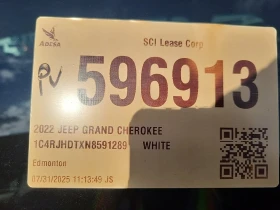 Adesa
SCI Lease Corp
PV
596913
2022 JEEP GRAND CHEROKEE
1C4RJHDTXN8591289 WHITE
Edmonton
07/31/2025 11:13:49 JS